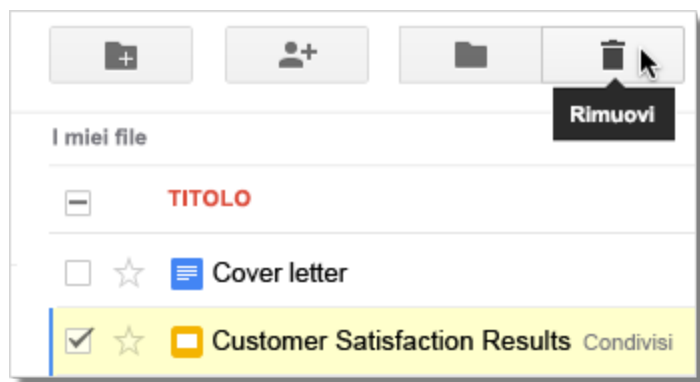 Rimuovi
I miei file
TITOLO
Cover letter
Customer Satisfaction Results Condivisi